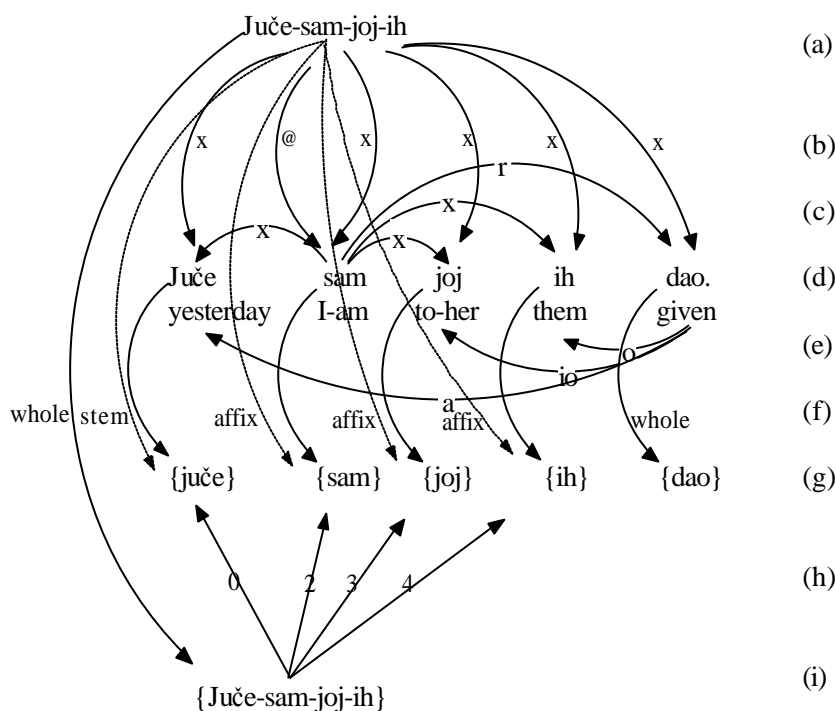 Juče-sam-joj-ih (a)
x @ x x x x (b)
r
x (c)
x x
Juče sam joj ih dao. (d)
yesterday I-am to-her them given
o (e)
io
a
whole stem affix affix affix whole (f)
{juče} {sam} {joj} {ih} {dao} (g)
0 2 3 4 (h)
{Juče-sam-joj-ih} (i)